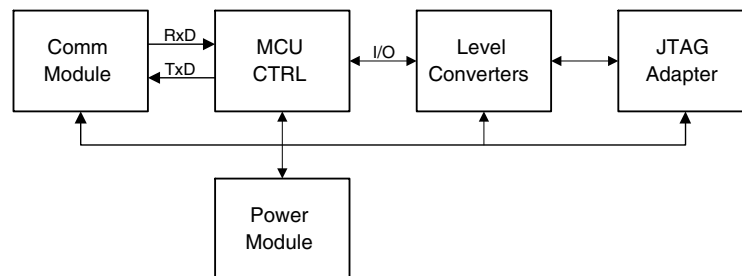 Comm
Module
RxD
TxD
MCU
CTRL
I/O
Level
Converters
JTAG
Adapter
Power
Module